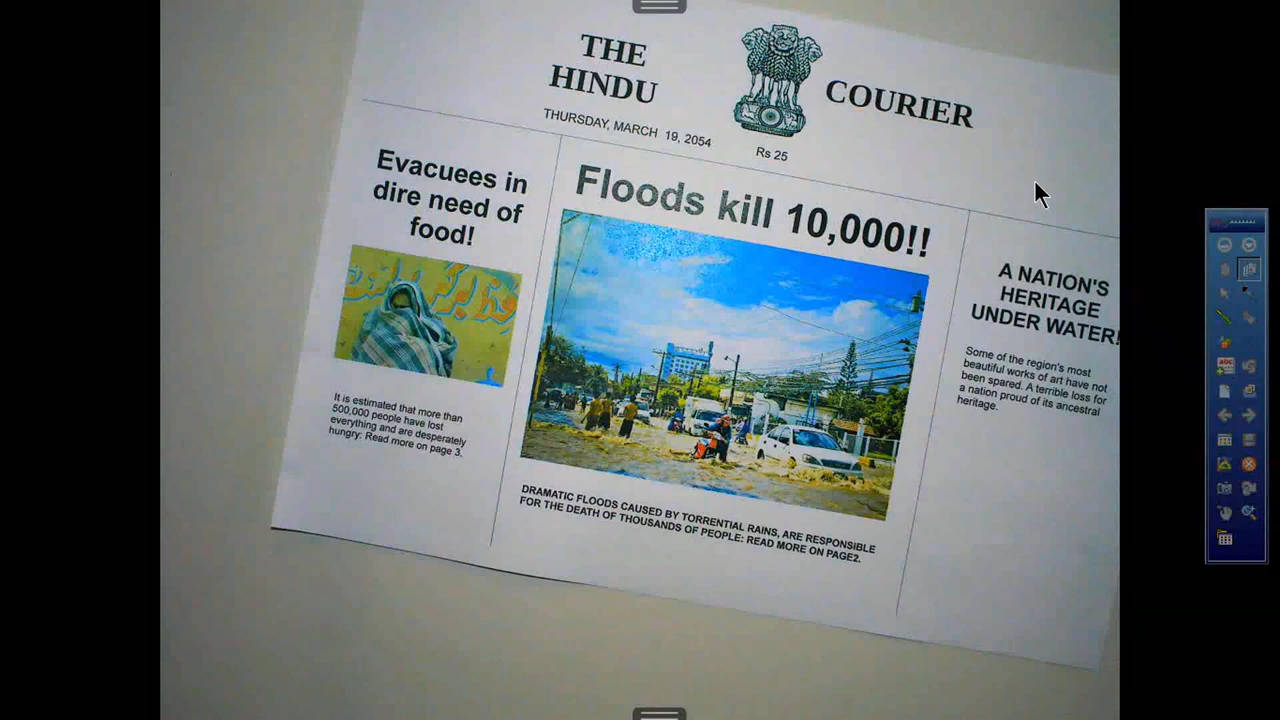 THE
HINDU
COURIER
THURSDAY, MARCH 19, 2054
Rs 25
Evacuees in
dire need of
food!
It is estimated that more than
500,000 people have lost
everything and are desperately
hungry: Read more on page 3.
Floods kill 10,000!!
DRAMATIC FLOODS CAUSED BY TORRENTIAL RAINS, ARE RESPONSIBLE
FOR THE DEATH OF THOUSANDS OF PEOPLE: READ MORE ON PAGE2.
A NATION'S
HERITAGE
UNDER WATER!
Some of the region's most
beautiful works of art have not
been spared. A terrible loss for
a nation proud of its ancestral
heritage.